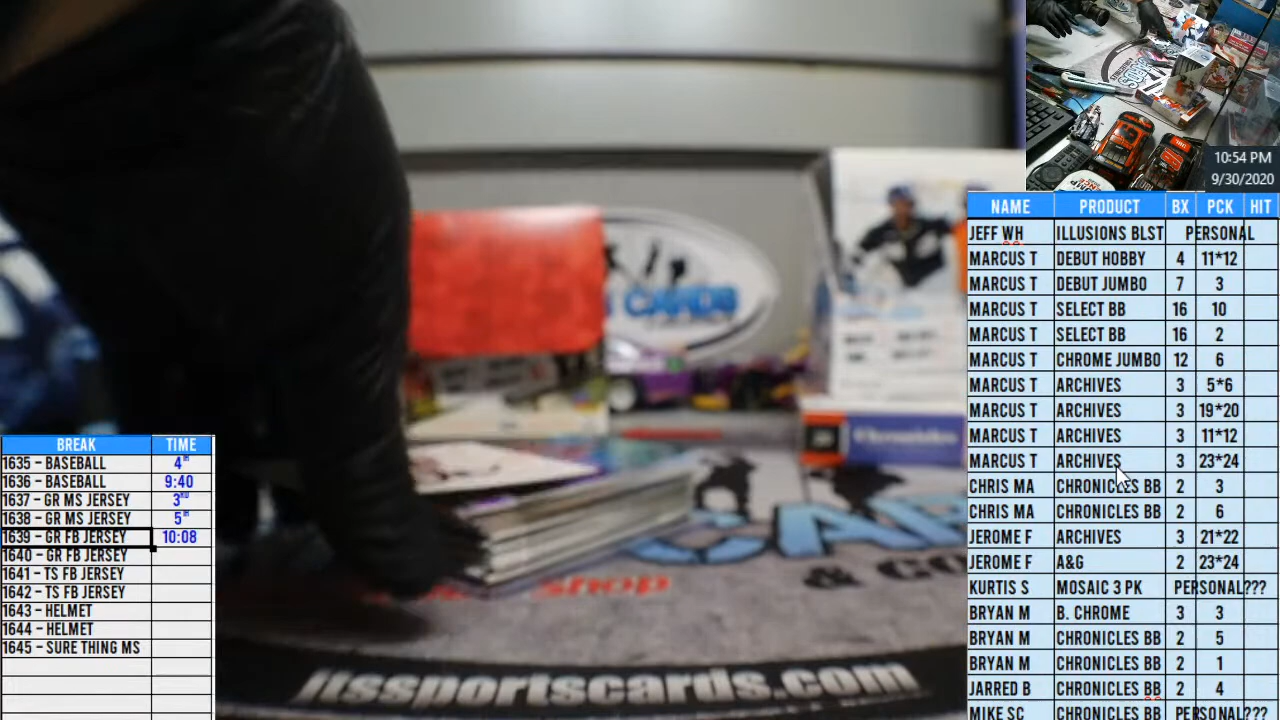 10:54 PM
9/30/2020
NAME PRODUCT BX PCK HIT
JEFF WH ILLUSIONS BLST PERSONAL
MARCUS T DEBUT HOBBY 4 11*12
MARCUS T DEBUT JUMBO 7 3
MARCUS T SELECT BB 16 10
MARCUS T SELECT BB 16 2
MARCUS T CHROME JUMBO 12 6
MARCUS T ARCHIVES 3 5*6
MARCUS T ARCHIVES 3 19*20
MARCUS T ARCHIVES 3 11*12
MARCUS T ARCHIVES 3 23*24
CHRIS MA CHRONICLES BB 2 3
CHRIS MA CHRONICLES BB 2 6
JEROME F ARCHIVES 3 21*22
JEROME F A&G 2 23*24
KURTIS S MOSAIC 3 PK PERSONAL???
BRYAN M B. CHROME 3 3
BRYAN M CHRONICLES BB 2 5
BRYAN M CHRONICLES BB 2 1
JARRED B CHRONICLES BB 2 4
MIKE SC PERSONAL???
BREAK TIME
1635 - BASEBALL 4TH
1636 - BASEBALL 9:40
1637 - GR MS JERSEY 3RD
1638 - GR MS JERSEY 5TH
1639 - GR FB JERSEY 10:08
1640 - GR FB JERSEY
1641 - TS FB JERSEY
1642 - TS FB JERSEY
1643 - HELMET
1644 - HELMET
1645 - SURE THING MS
CARDS
Chronicles
CAR
& CO
shop
itssportscards.com